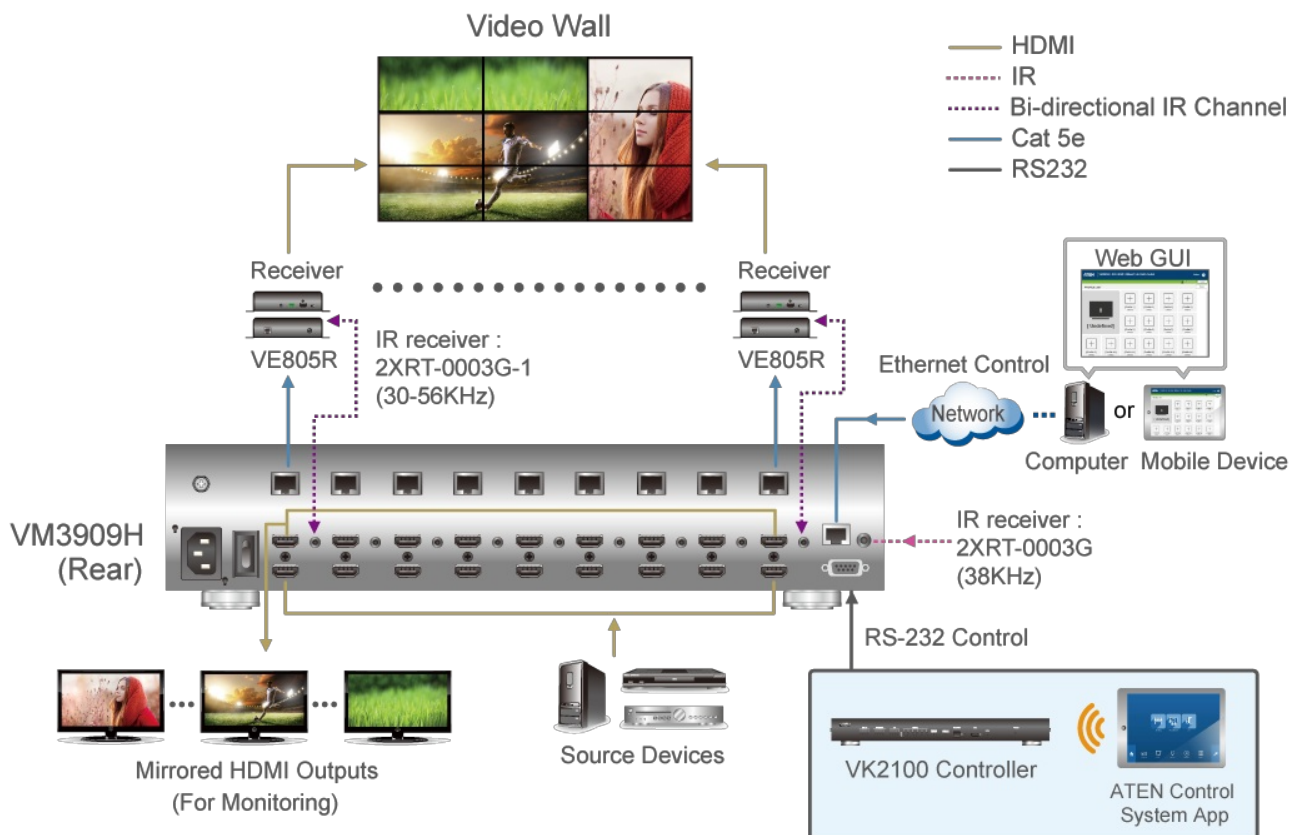 Video Wall
HDMI
IR
Bi-directional IR Channel
Cat 5e
RS232
Receiver
Receiver
VE805R
VE805R
IR receiver :
2XRT-0003G-1
(30-56KHz)
Web GUI
Ethernet Control
Network
or
Computer
Mobile Device
VM3909H
(Rear)
IR receiver :
2XRT-0003G
(38KHz)
RS-232 Control
Mirrored HDMI Outputs
(For Monitoring)
Source Devices
VK2100 Controller
ATEN Control
System App